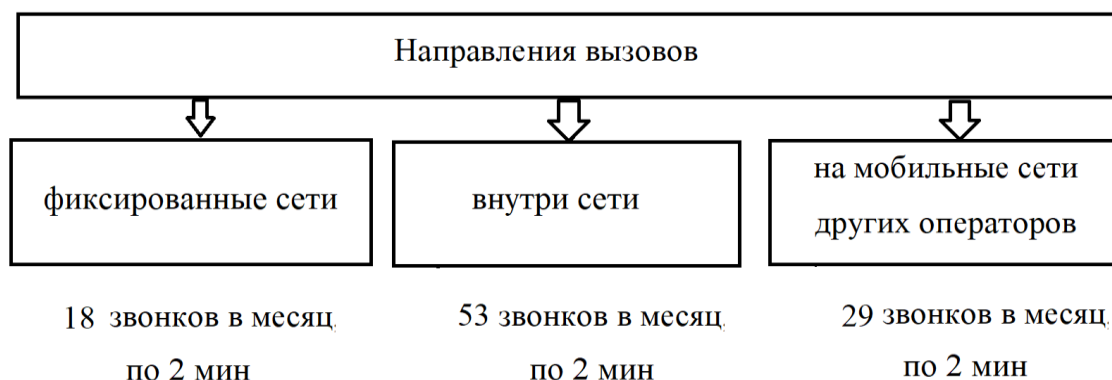 Направления вызовов
фиксированные сети
внутри сети
на мобильные сети
других операторов
18 звонков в месяц
по 2 мин
53 звонков в месяц
по 2 мин
29 звонков в месяц
по 2 мин